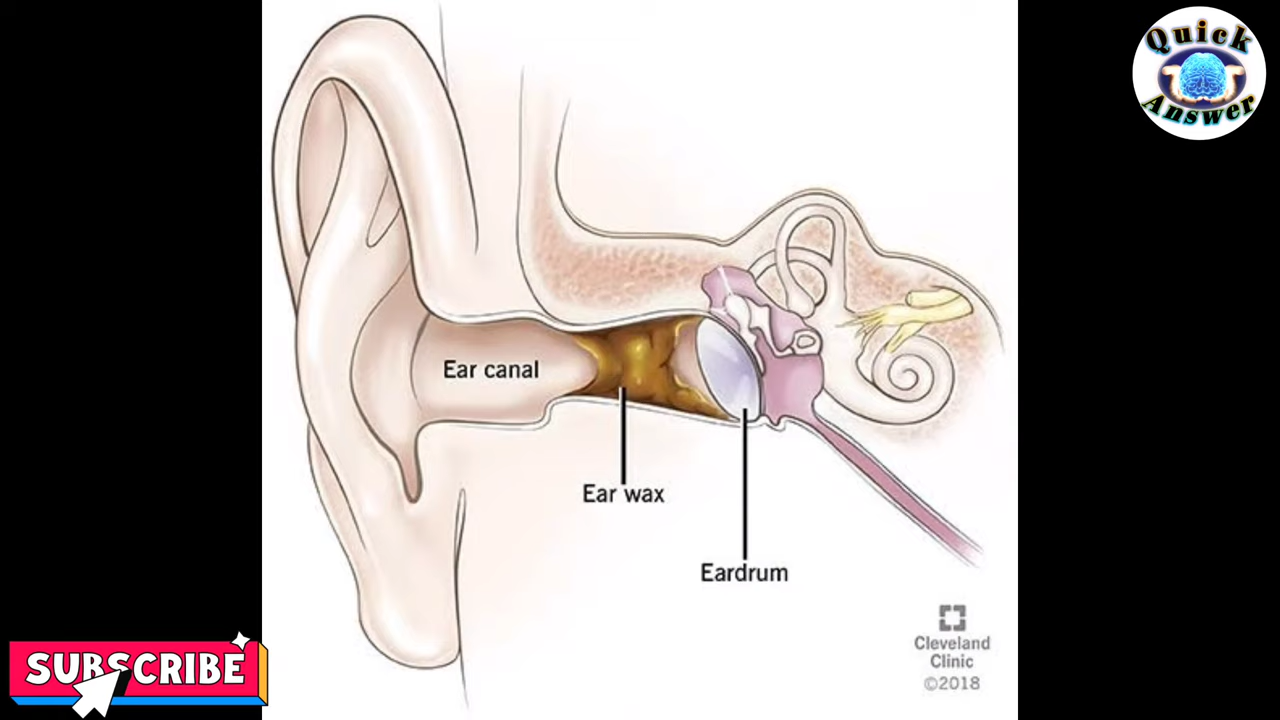 Quick
Answer
Ear canal
Ear wax
Eardrum
Cleveland
Clinic
©2018
SUBSCRIBE